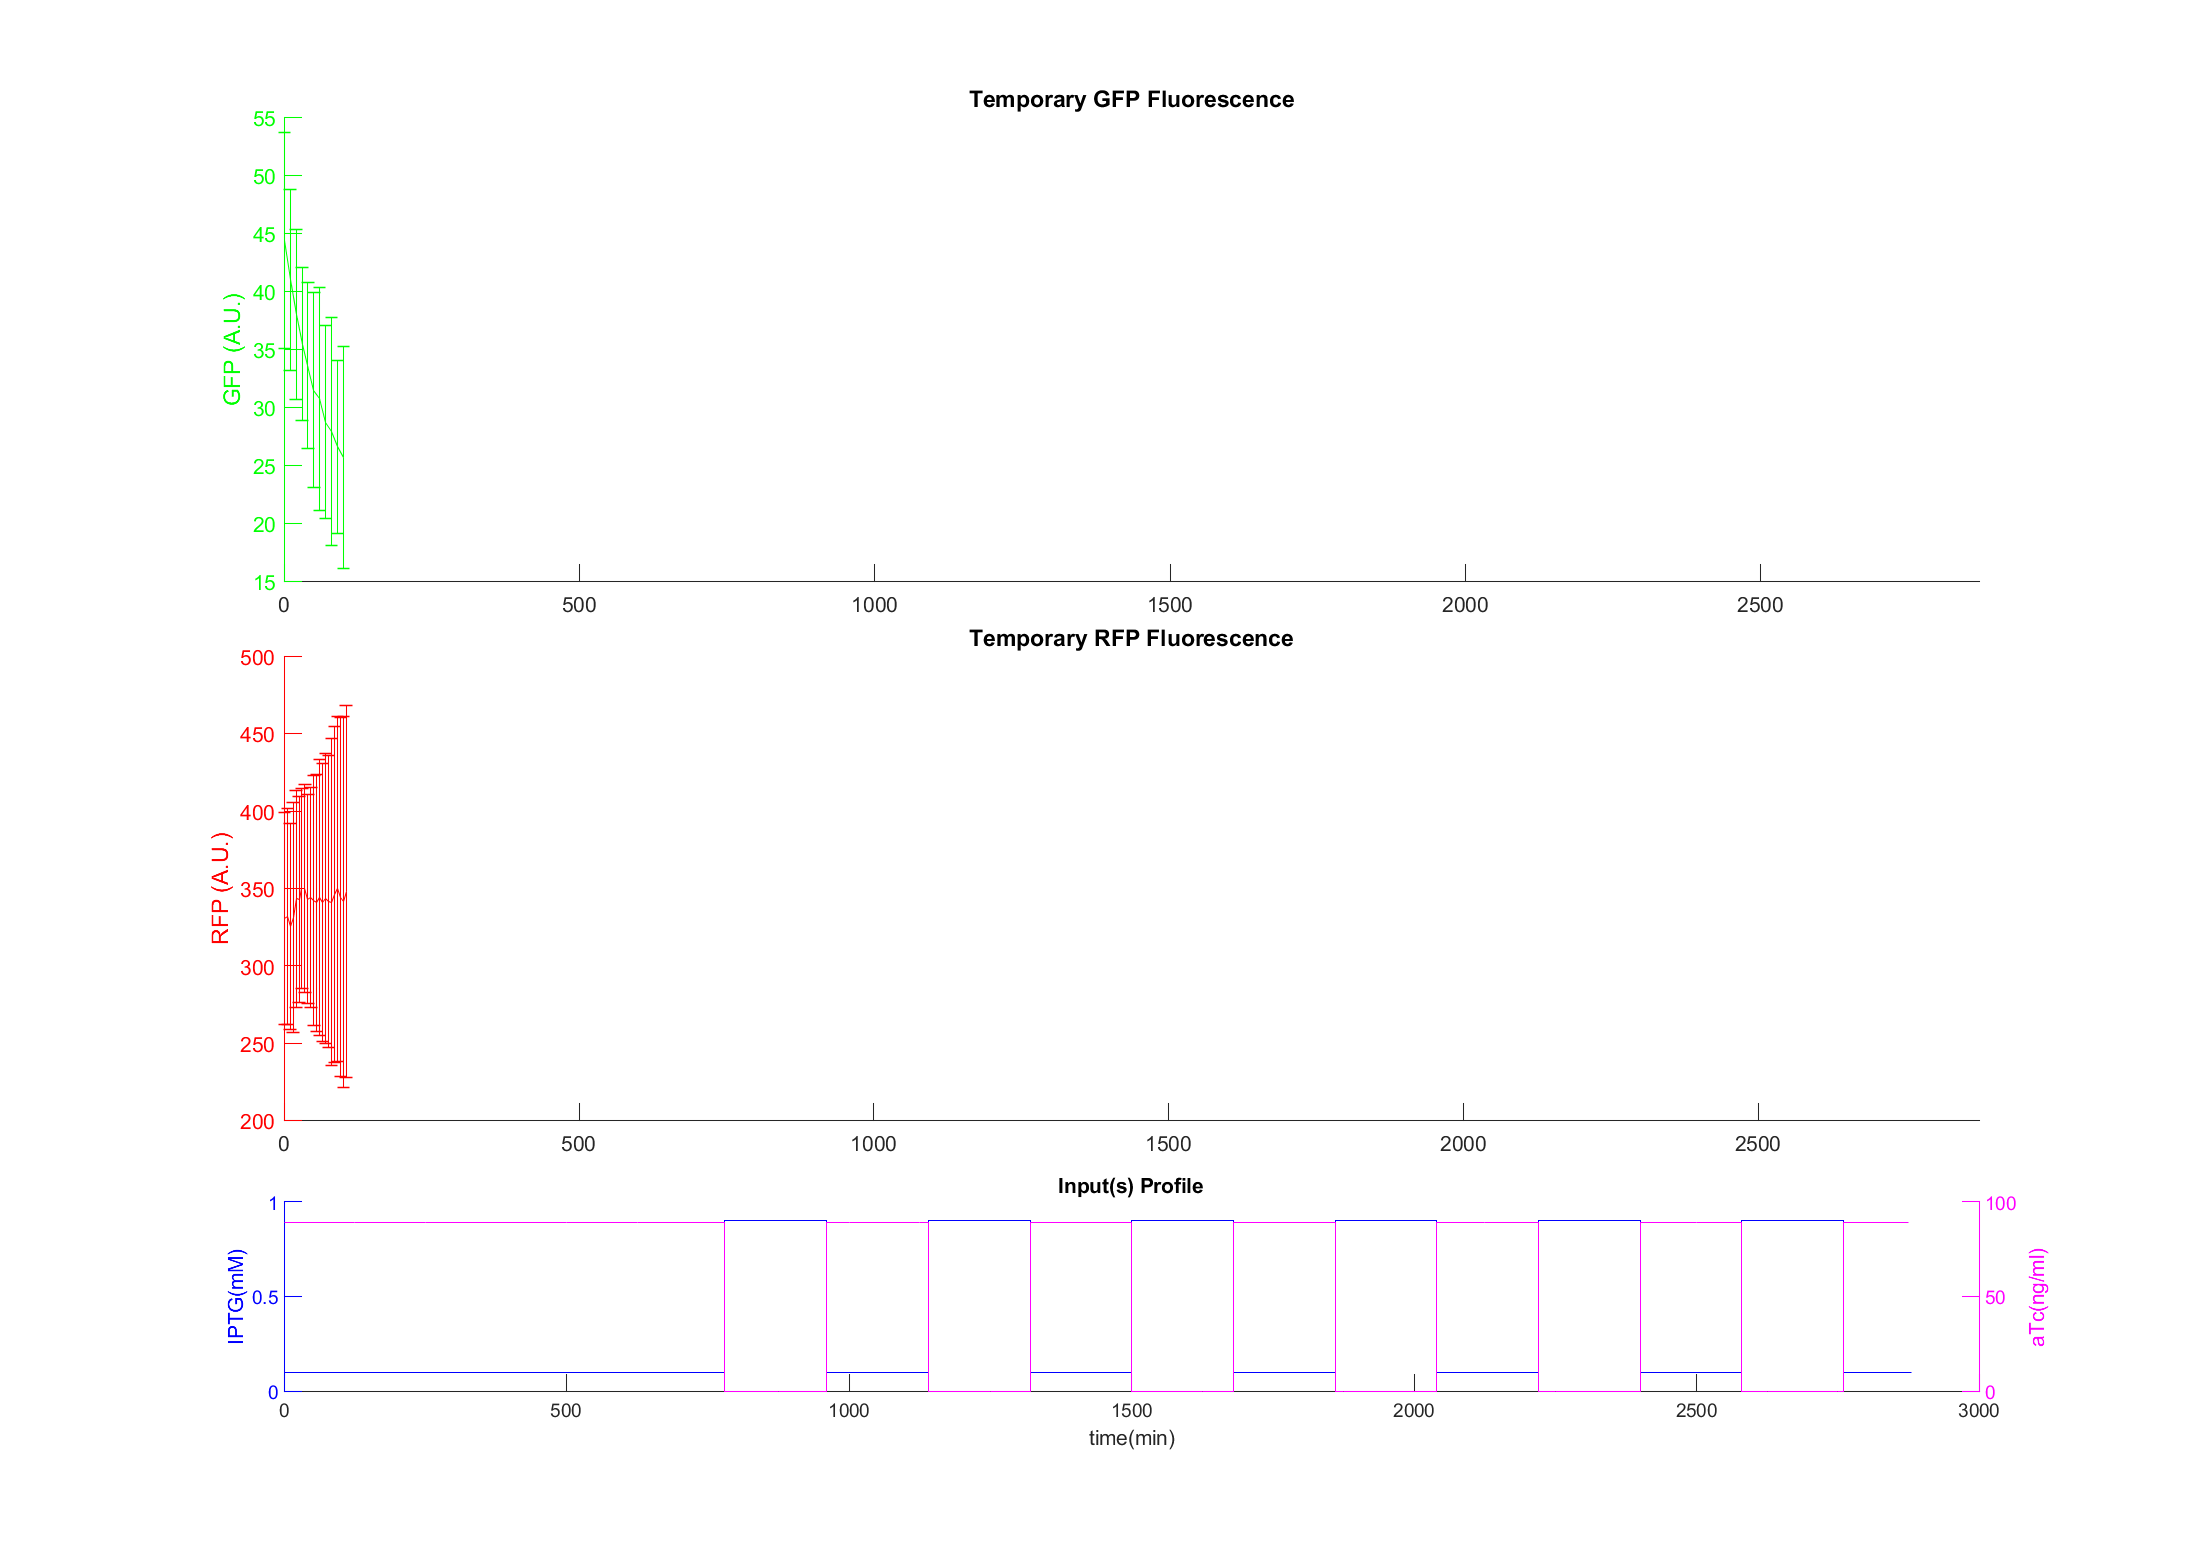 Temporary GFP Fluorescence
55
50
45
40
35
30
25
20
15
GFP (A.U.)
0 500 1000 1500 2000 2500
Temporary RFP Fluorescence
500
450
400
350
300
250
200
RFP (A.U.)
0 500 1000 1500 2000 2500
Input(s) Profile
1
0.5
0
IPTG(mM)
100
50
0
aTc(ng/ml)
0 500 1000 1500 2000 2500 3000
time(min)